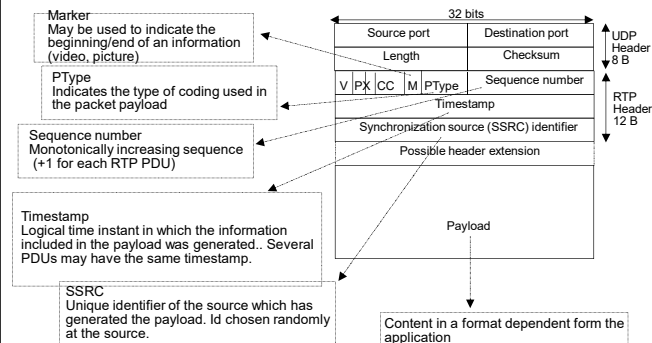 Marker
May be used to indicate the
beginning/end of an information
(video, picture)
PType
Indicates the type of coding used in
the packet payload
Sequence number
Monotonically increasing sequence
(+1 for each RTP PDU)
Timestamp
Logical time instant in which the information
included in the payload was generated.. Several
PDUs may have the same timestamp.
SSRC
Unique identifier of the source which has
generated the payload. Id chosen randomly
at the source.
32 bits
Source port Destination port
Length Checksum
V PX CC M PType Sequence number
Timestamp
Synchronization source (SSRC) identifier
Possible header extension
Payload
UDP
Header
8 B
RTP
Header
12 B
Content in a format dependent form the
application